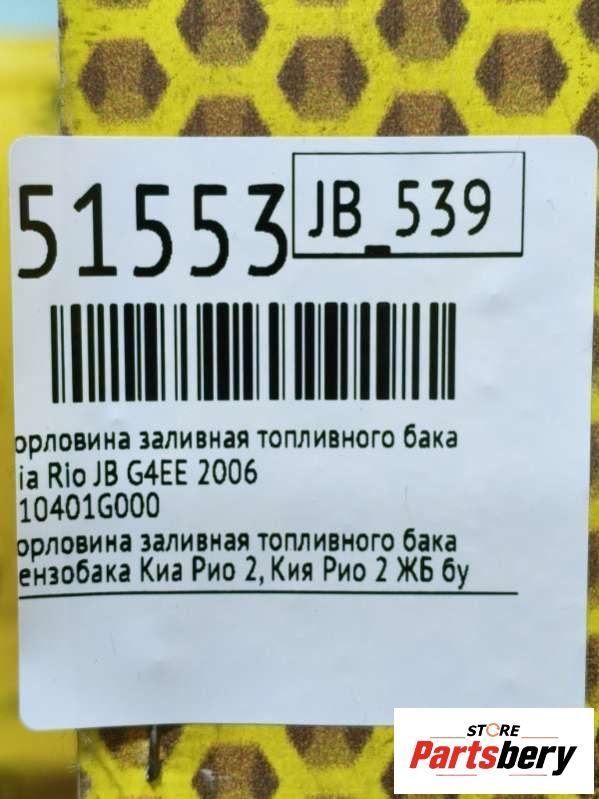 51553
JB_539
орловина заливная топливного бака
ia Rio JB G4EE 2006
10401G000
орловина заливная топливного бака
ензобака Киа Рио 2, Кия Рио 2 ЖБ бу
STORE
Partsbery